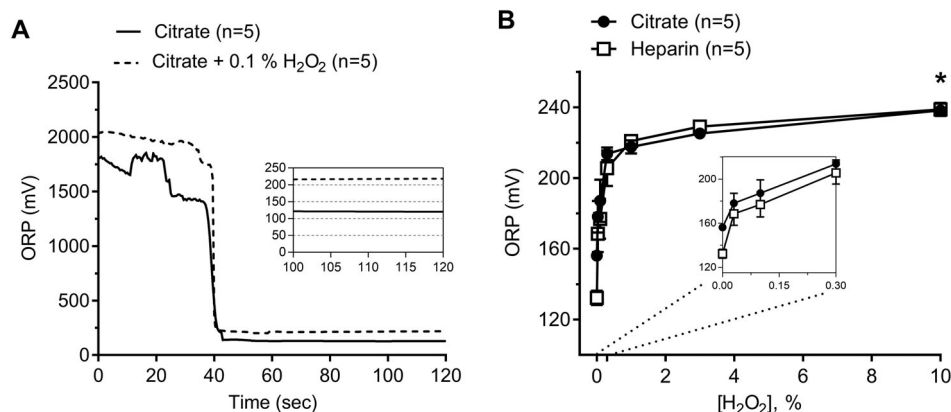 A
Citrate (n=5)
Citrate + 0.1 % H₂O₂ (n=5)
2500
2000
1500
1000
500
0
ORP (mV)
0 20 40 60 80 100 120
Time (sec)
250
200
150
100
50
0
100 105 110 115 120
B
Citrate (n=5)
Heparin (n=5)
*
240
200
160
120
ORP (mV)
0 2 4 6 8 10
[H₂O₂], %
200
160
120
0.00 0.15 0.30